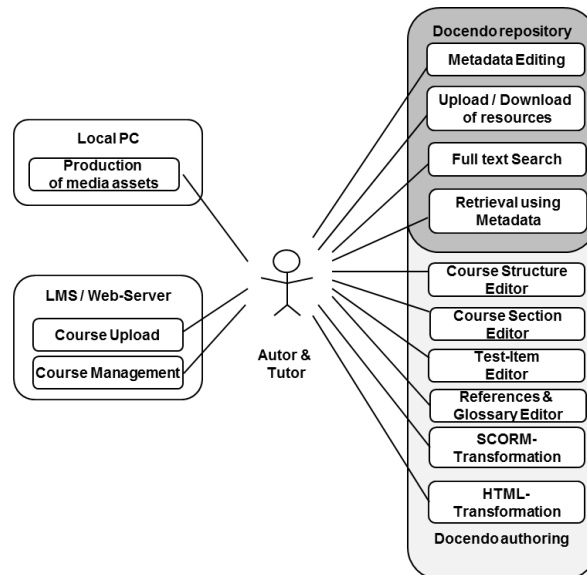 Local PC
Production
of media assets
LMS / Web-Server
Course Upload
Course Management
Autor &
Tutor
Docendo repository
Metadata Editing
Upload / Download
of resources
Full text Search
Retrieval using
Metadata
Course Structure
Editor
Course Section
Editor
Test-Item
Editor
References &
Glossary Editor
SCORM-
Transformation
HTML-
Transformation
Docendo authoring